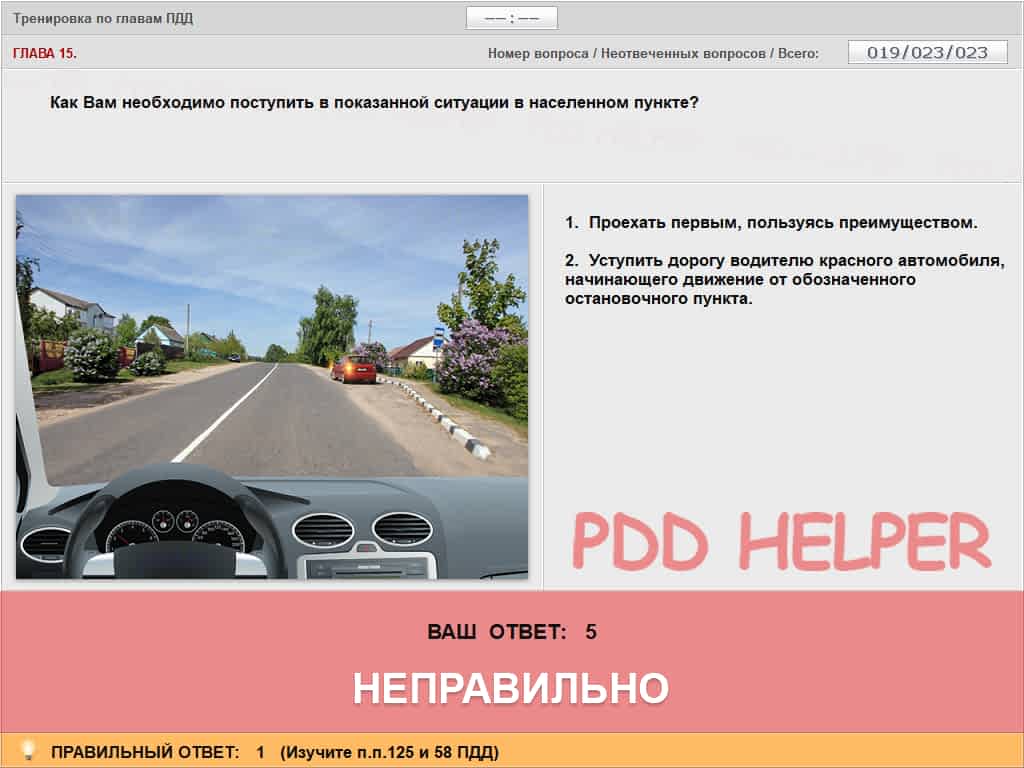 Тренировка по главам ПДД
–– : ––
ГЛАВА 15.
Номер вопроса / Неотвеченных вопросов / Всего:
019/023/023
Как Вам необходимо поступить в показанной ситуации в населенном пункте?
1. Проехать первым, пользуясь преимуществом.
2. Уступить дорогу водителю красного автомобиля,
начинающего движение от обозначенного
остановочного пункта.
PDD HELPER
ВАШ ОТВЕТ: 5
НЕПРАВИЛЬНО
ПРАВИЛЬНЫЙ ОТВЕТ: 1 (Изучите п.п.125 и 58 ПДД)